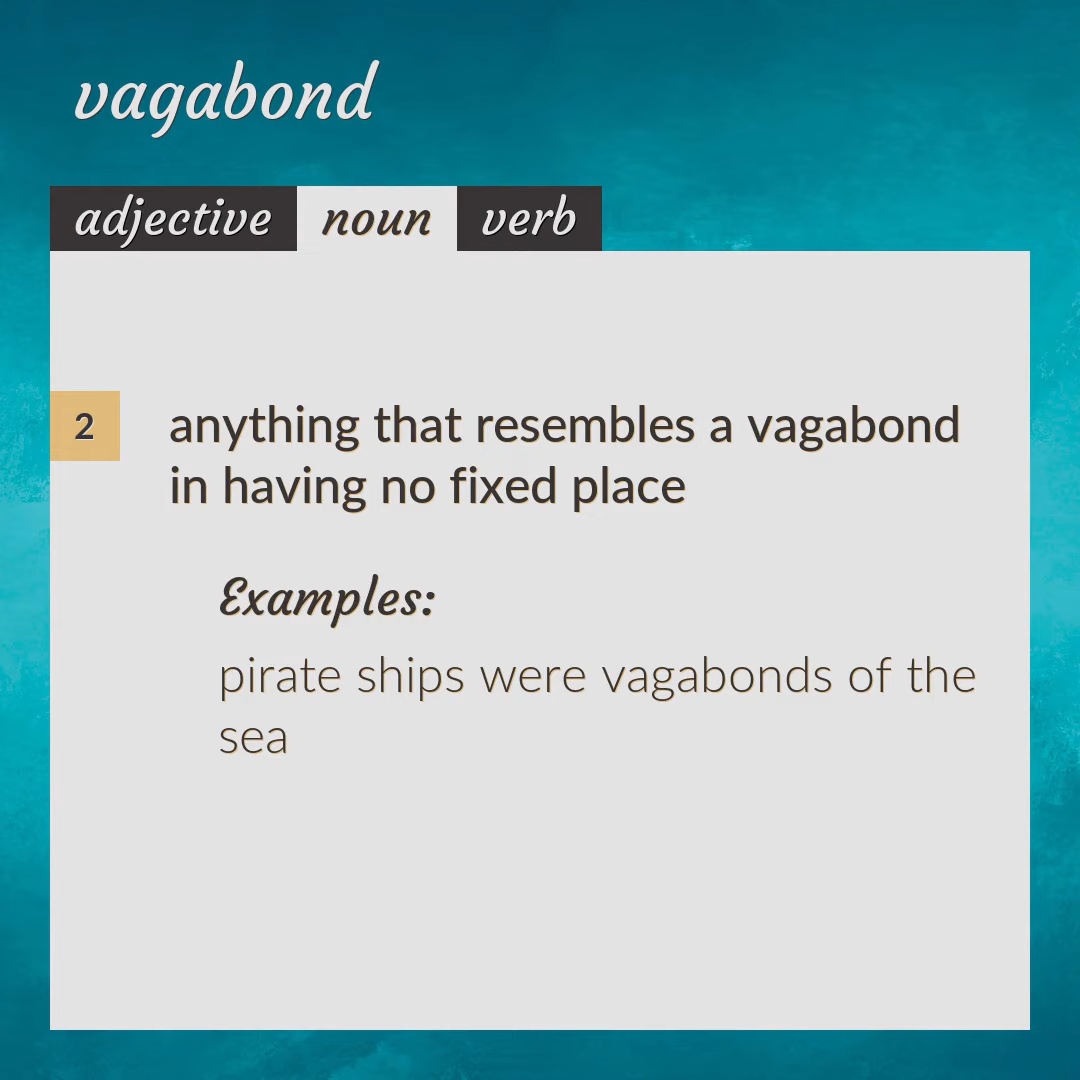 vagabond
adjective noun verb
2 anything that resembles a vagabond
in having no fixed place
Examples:
pirate ships were vagabonds of the
sea